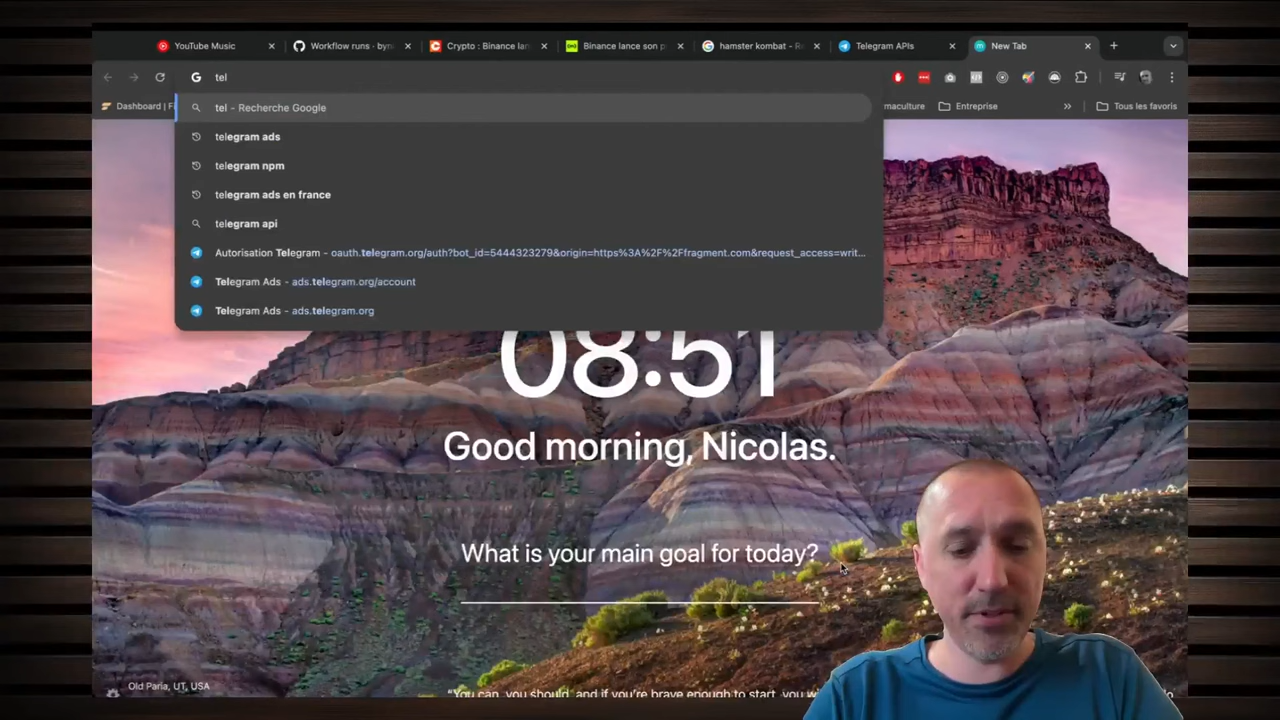 YouTube Music
Workflow runs · byn
Crypto : Binance lan
Binance lance son p
hamster kombat - Re
Telegram APIs
New Tab
tel
Dashboard | Fi
maculture
Entreprise
Tous les favoris
tel - Recherche Google
telegram ads
telegram npm
telegram ads en france
telegram api
Autorisation Telegram - oauth.telegram.org/auth?bot_id=5444323279&origin=https%3A%2F%2Ffragment.com&request_access=writ...
Telegram Ads - ads.telegram.org/account
Telegram Ads - ads.telegram.org
08:51
Good morning, Nicolas.
What is your main goal for today?
Old Paria, UT, USA
"You can, you should, and if you're brave enough to start, you wi